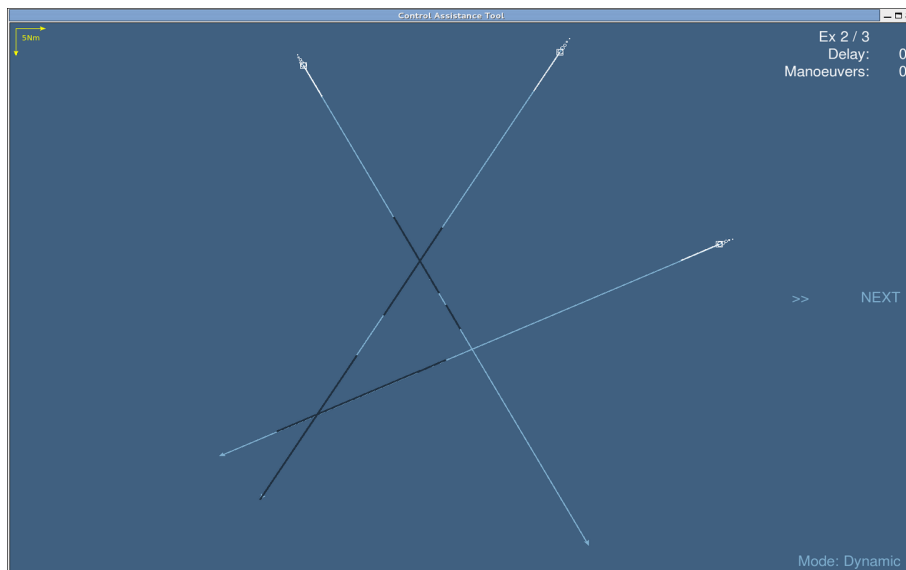 Control Assistance Tool
5Nm
Ex 2 / 3
Delay: 0
Manoeuvers: 0
>> NEXT
Mode: Dynamic